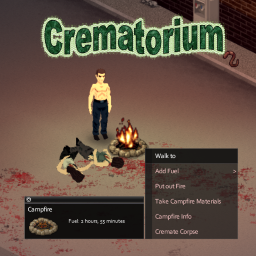 Crematorium
Walk to
Add Fuel >
Put out Fire
Take Campfire Materials
Campfire Info
Cremate Corpse
Campfire
Fuel: 2 hours, 55 minutes